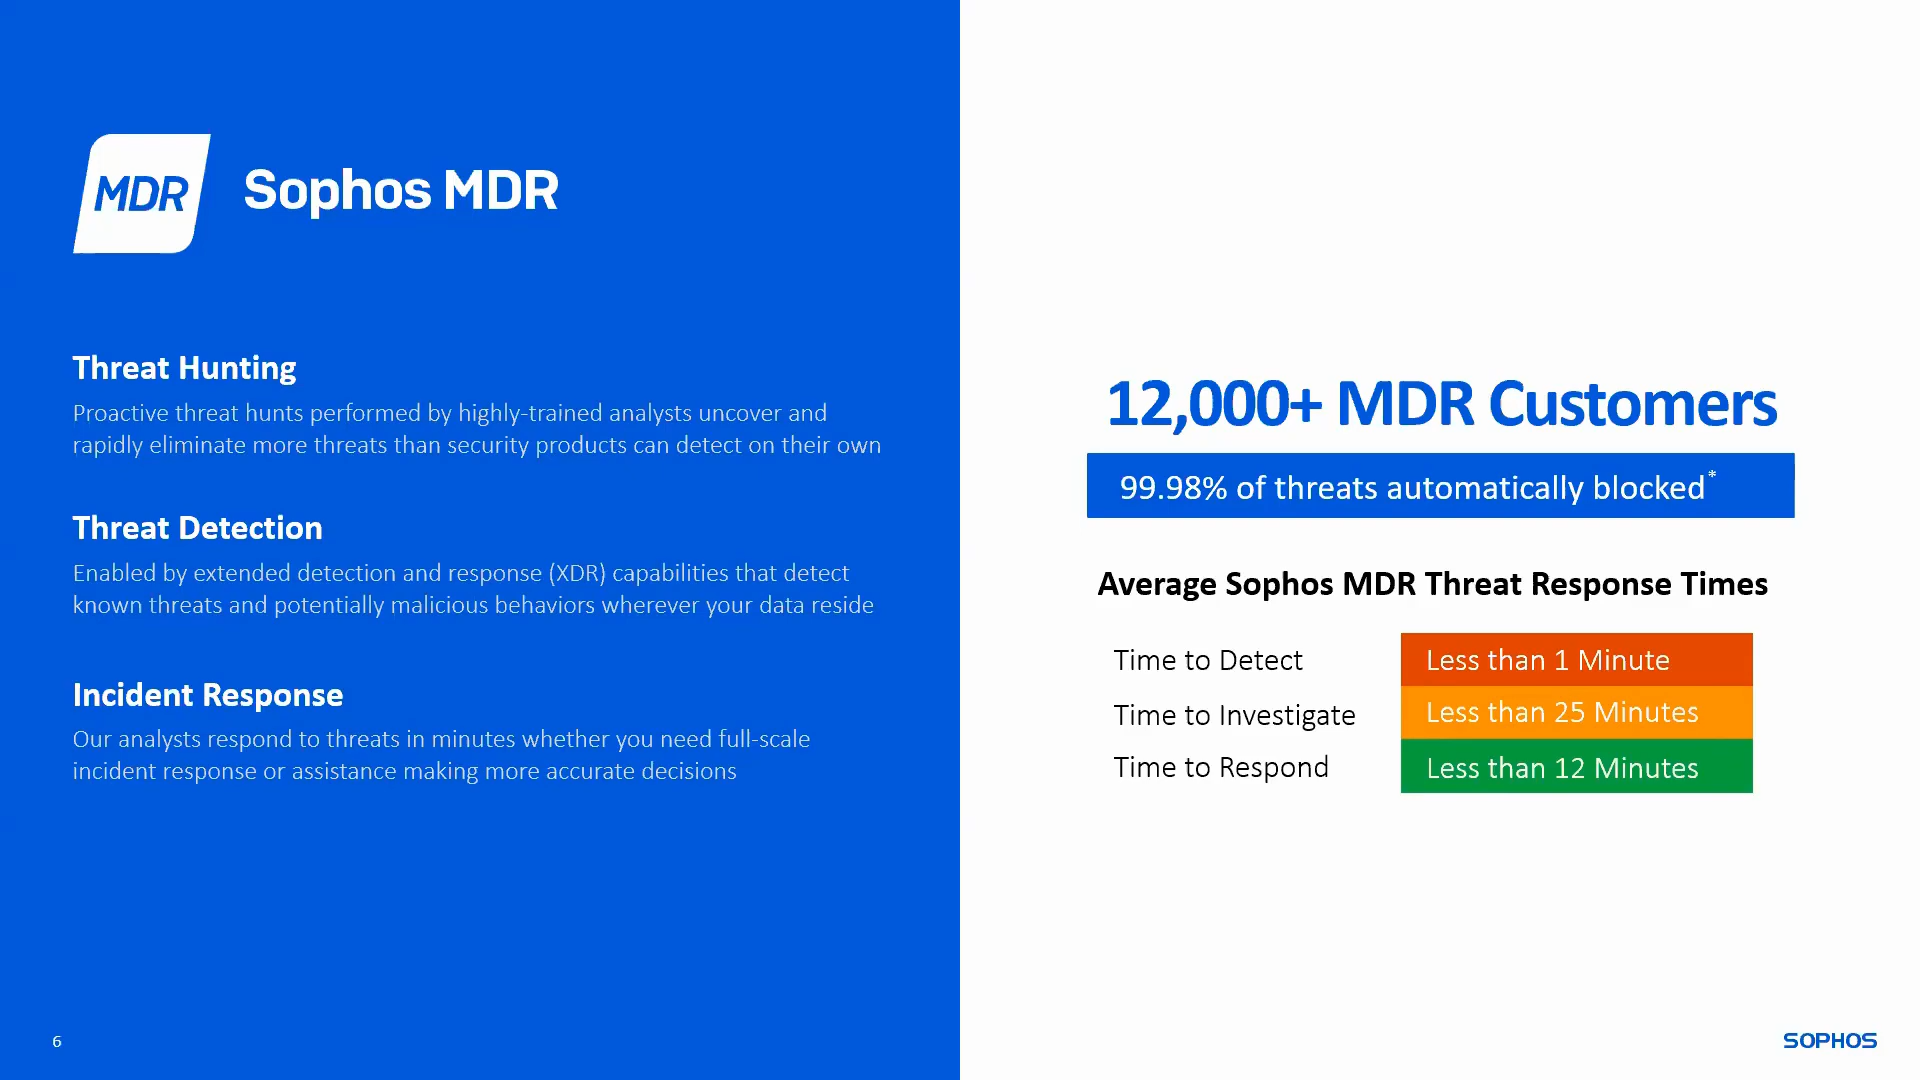 MDR
Sophos MDR
Threat Hunting
Proactive threat hunts performed by highly-trained analysts uncover and
rapidly eliminate more threats than security products can detect on their own
Threat Detection
Enabled by extended detection and response (XDR) capabilities that detect
known threats and potentially malicious behaviors wherever your data reside
Incident Response
Our analysts respond to threats in minutes whether you need full-scale
incident response or assistance making more accurate decisions
12,000+ MDR Customers
99.98% of threats automatically blocked*
Average Sophos MDR Threat Response Times
Time to Detect Less than 1 Minute
Time to Investigate Less than 25 Minutes
Time to Respond Less than 12 Minutes
6
SOPHOS